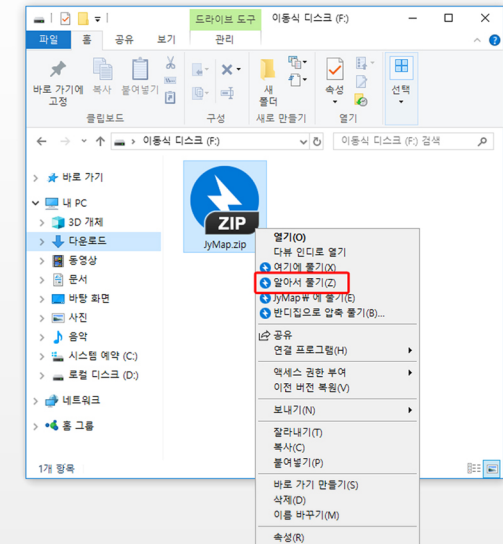 드라이브 도구 이동식 디스크 (F:)
파일 홈 공유 보기 관리
바로 가기에 고정 복사 붙여넣기 새 폴더 속성 선택
클립보드 구성 새로 만들기 열기
이동식 디스크 (F:) 이동식 디스크 (F:) 검색
바로 가기
내 PC
3D 개체
다운로드
동영상
문서
바탕 화면
사진
음악
시스템 예약 (C:)
로컬 디스크 (D:)
네트워크
홈 그룹
ZIP
JyMap.zip
열기(O)
다뷰 인디로 열기
여기에 풀기(X)
알아서 풀기(Z)
JyMap₩ 에 풀기(E)
반디집으로 압축 풀기(B)...
공유
연결 프로그램(H)
액세스 권한 부여
이전 버전 복원(V)
보내기(N)
잘라내기(T)
복사(C)
붙여넣기(P)
바로 가기 만들기(S)
삭제(D)
이름 바꾸기(M)
속성(R)
1개 항목